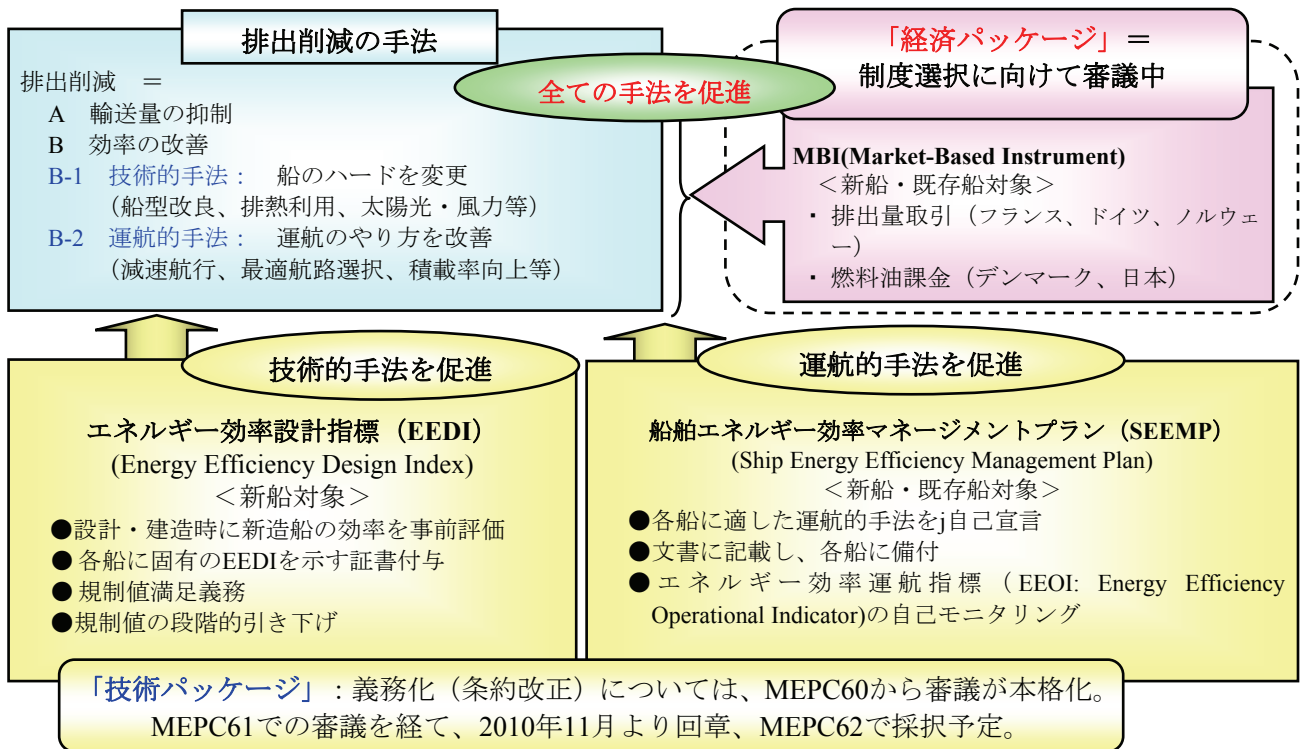 排出削減の手法
排出削減 ＝
A 輸送量の抑制
B 効率の改善
B-1 技術的手法： 船のハードを変更
（船型改良、排熱利用、太陽光・風力等）
B-2 運航的手法： 運航のやり方を改善
（減速航行、最適航路選択、積載率向上等）
全ての手法を促進
「経済パッケージ」＝
制度選択に向けて審議中
MBI(Market-Based Instrument)
＜新船・既存船対象＞
・ 排出量取引（フランス、ドイツ、ノルウェ
ー）
・ 燃料油課金（デンマーク、日本）
技術的手法を促進
エネルギー効率設計指標（EEDI）
(Energy Efficiency Design Index)
＜新船対象＞
●設計・建造時に新造船の効率を事前評価
●各船に固有のEEDIを示す証書付与
●規制値満足義務
●規制値の段階的引き下げ
運航的手法を促進
船舶エネルギー効率マネージメントプラン（SEEMP）
(Ship Energy Efficiency Management Plan)
＜新船・既存船対象＞
●各船に適した運航的手法をj自己宣言
●文書に記載し、各船に備付
●エネルギー効率運航指標（EEOI: Energy Efficiency
Operational Indicator)の自己モニタリング
「技術パッケージ」：義務化（条約改正）については、MEPC60から審議が本格化。
MEPC61での審議を経て、2010年11月より回章、MEPC62で採択予定。